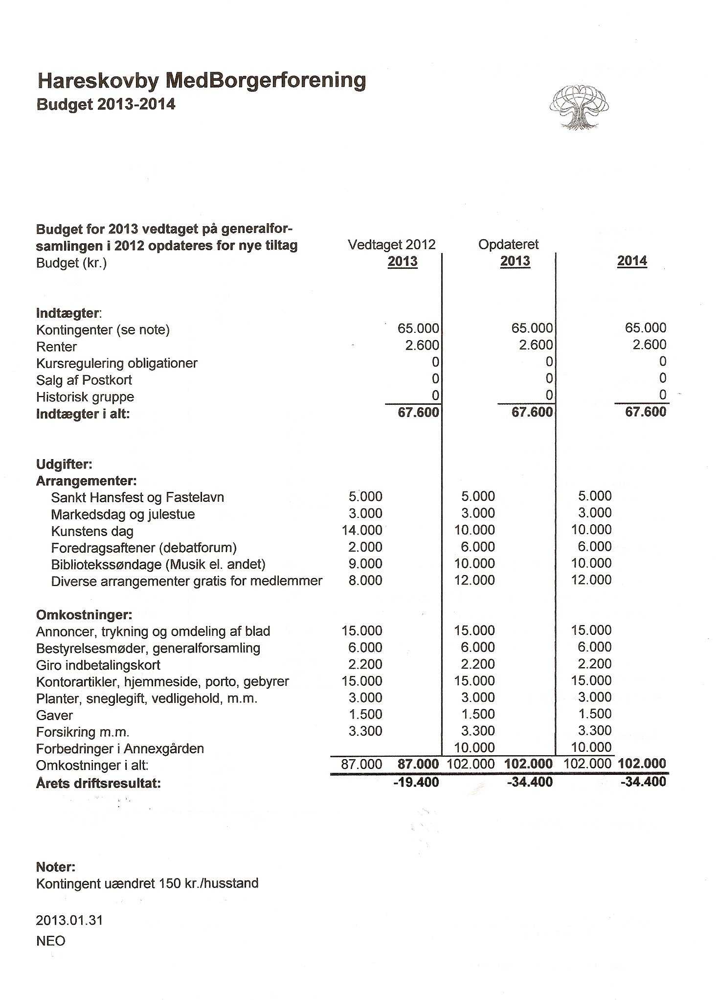 Hareskovby MedBorgerforening
Budget 2013-2014
Budget for 2013 vedtaget på generalfor-
samlingen i 2012 opdateres for nye tiltag Vedtaget 2012 Opdateret
Budget (kr.) 2013 2013 2014
Indtægter:
Kontingenter (se note) 65.000 65.000 65.000
Renter 2.600 2.600 2.600
Kursregulering obligationer 0 0 0
Salg af Postkort 0 0 0
Historisk gruppe 0 0 0
Indtægter i alt: 67.600 67.600 67.600
Udgifter:
Arrangementer:
Sankt Hansfest og Fastelavn 5.000 5.000 5.000
Markedsdag og julestue 3.000 3.000 3.000
Kunstens dag 14.000 10.000 10.000
Foredragsaftener (debatforum) 2.000 6.000 6.000
Bibliotekssøndage (Musik el. andet) 9.000 10.000 10.000
Diverse arrangementer gratis for medlemmer 8.000 12.000 12.000
Omkostninger:
Annoncer, trykning og omdeling af blad 15.000 15.000 15.000
Bestyrelsesmøder, generalforsamling 6.000 6.000 6.000
Giro indbetalingskort 2.200 2.200 2.200
Kontorartikler, hjemmeside, porto, gebyrer 15.000 15.000 15.000
Planter, sneglegift, vedligehold, m.m. 3.000 3.000 3.000
Gaver 1.500 1.500 1.500
Forsikring m.m. 3.300 3.300 3.300
Forbedringer i Annexgården 10.000 10.000
Omkostninger i alt: 87.000 87.000 102.000 102.000 102.000 102.000
Årets driftsresultat: -19.400 -34.400 -34.400
Noter:
Kontingent uændret 150 kr./husstand
2013.01.31
NEO